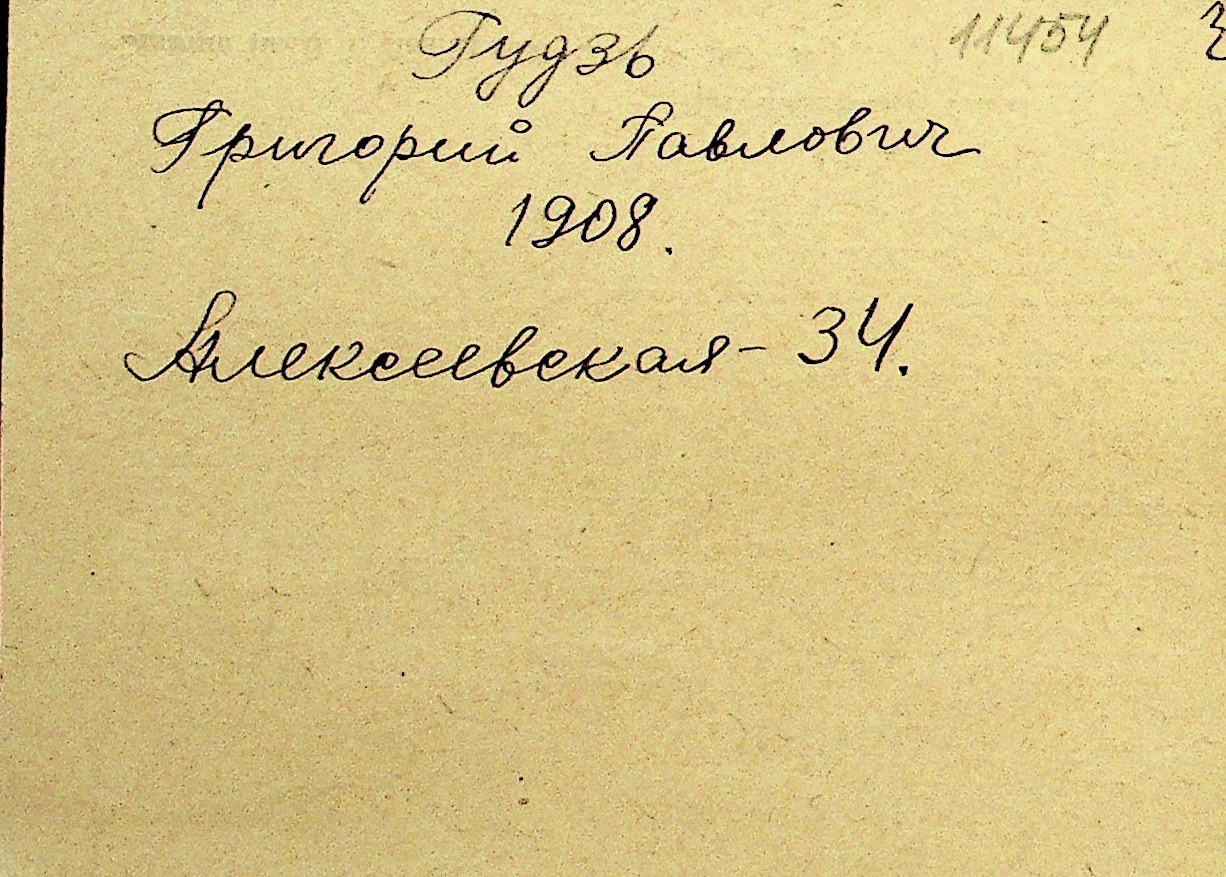 Гудзь 11454
Григорий Павлович
1908.
Алексеевская - 34.